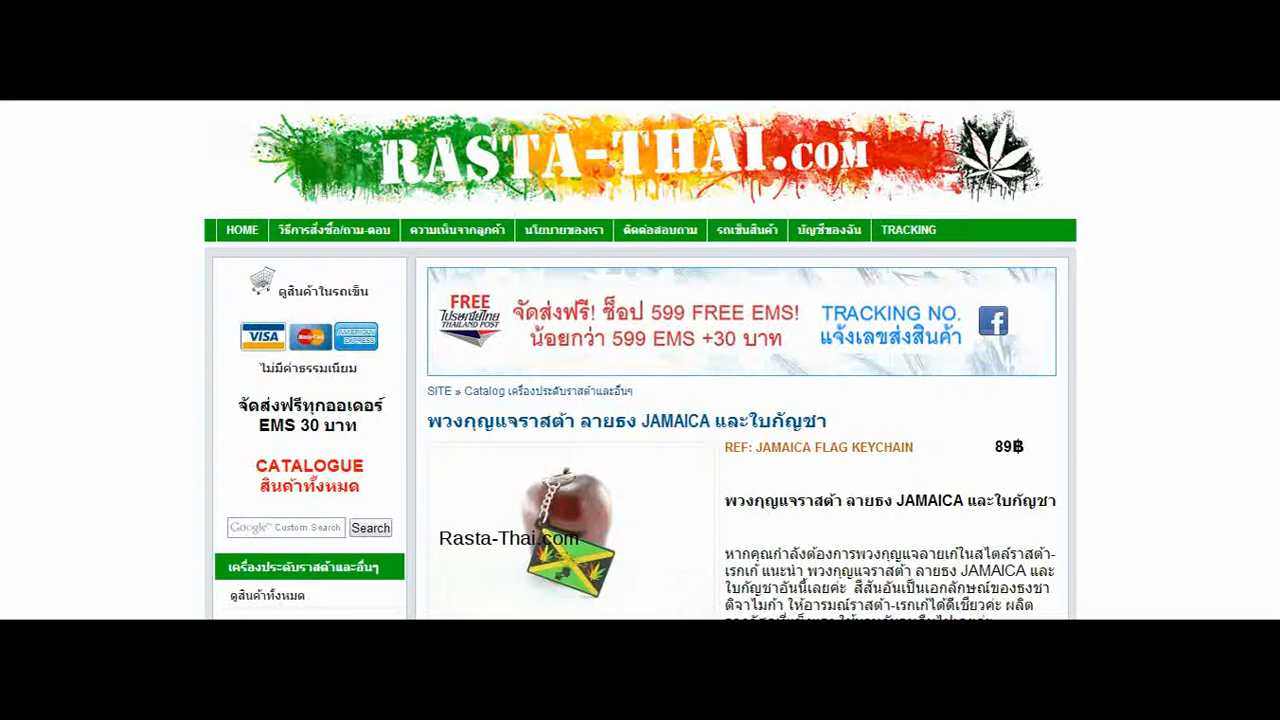 RASTA-THAI.COM
HOME
วิธีการสั่งซื้อ/ถาม-ตอบ
ความเห็นจากลูกค้า
นโยบายของเรา
ติดต่อสอบถาม
รถเข็นสินค้า
บัญชีของฉัน
TRACKING
ดูสินค้าในรถเข็น
VISA
MasterCard
AMERICAN EXPRESS
ไม่มีค่าธรรมเนียม
จัดส่งฟรีทุกออเดอร์
EMS 30 บาท
CATALOGUE
สินค้าทั้งหมด
Google™ Custom Search
Search
เครื่องประดับราสต้าและอื่นๆ
ดูสินค้าทั้งหมด
FREE
ไปรษณีย์ไทย
THAILAND POST
จัดส่งฟรี! ช็อป 599 FREE EMS!
น้อยกว่า 599 EMS +30 บาท
TRACKING NO.
แจ้งเลขส่งสินค้า
f
SITE » Catalog เครื่องประดับราสต้าและอื่นๆ
พวงกุญแจราสต้า ลายธง JAMAICA และใบกัญชา
Rasta-Thai.com
REF: JAMAICA FLAG KEYCHAIN
89฿
พวงกุญแจราสต้า ลายธง JAMAICA และใบกัญชา
หากคุณกำลังต้องการพวงกุญแจลายเก๋ในสไตล์ราสต้า-
เรกเก้ แนะนำ พวงกุญแจราสต้า ลายธง JAMAICA และ
ใบกัญชาอันนี้เลยค่ะ สีสันอันเป็นเอกลักษณ์ของธงชา
ติจาไมก้า ให้อารมณ์ราสต้า-เรกเก้ได้ดีเชียวค่ะ ผลิต